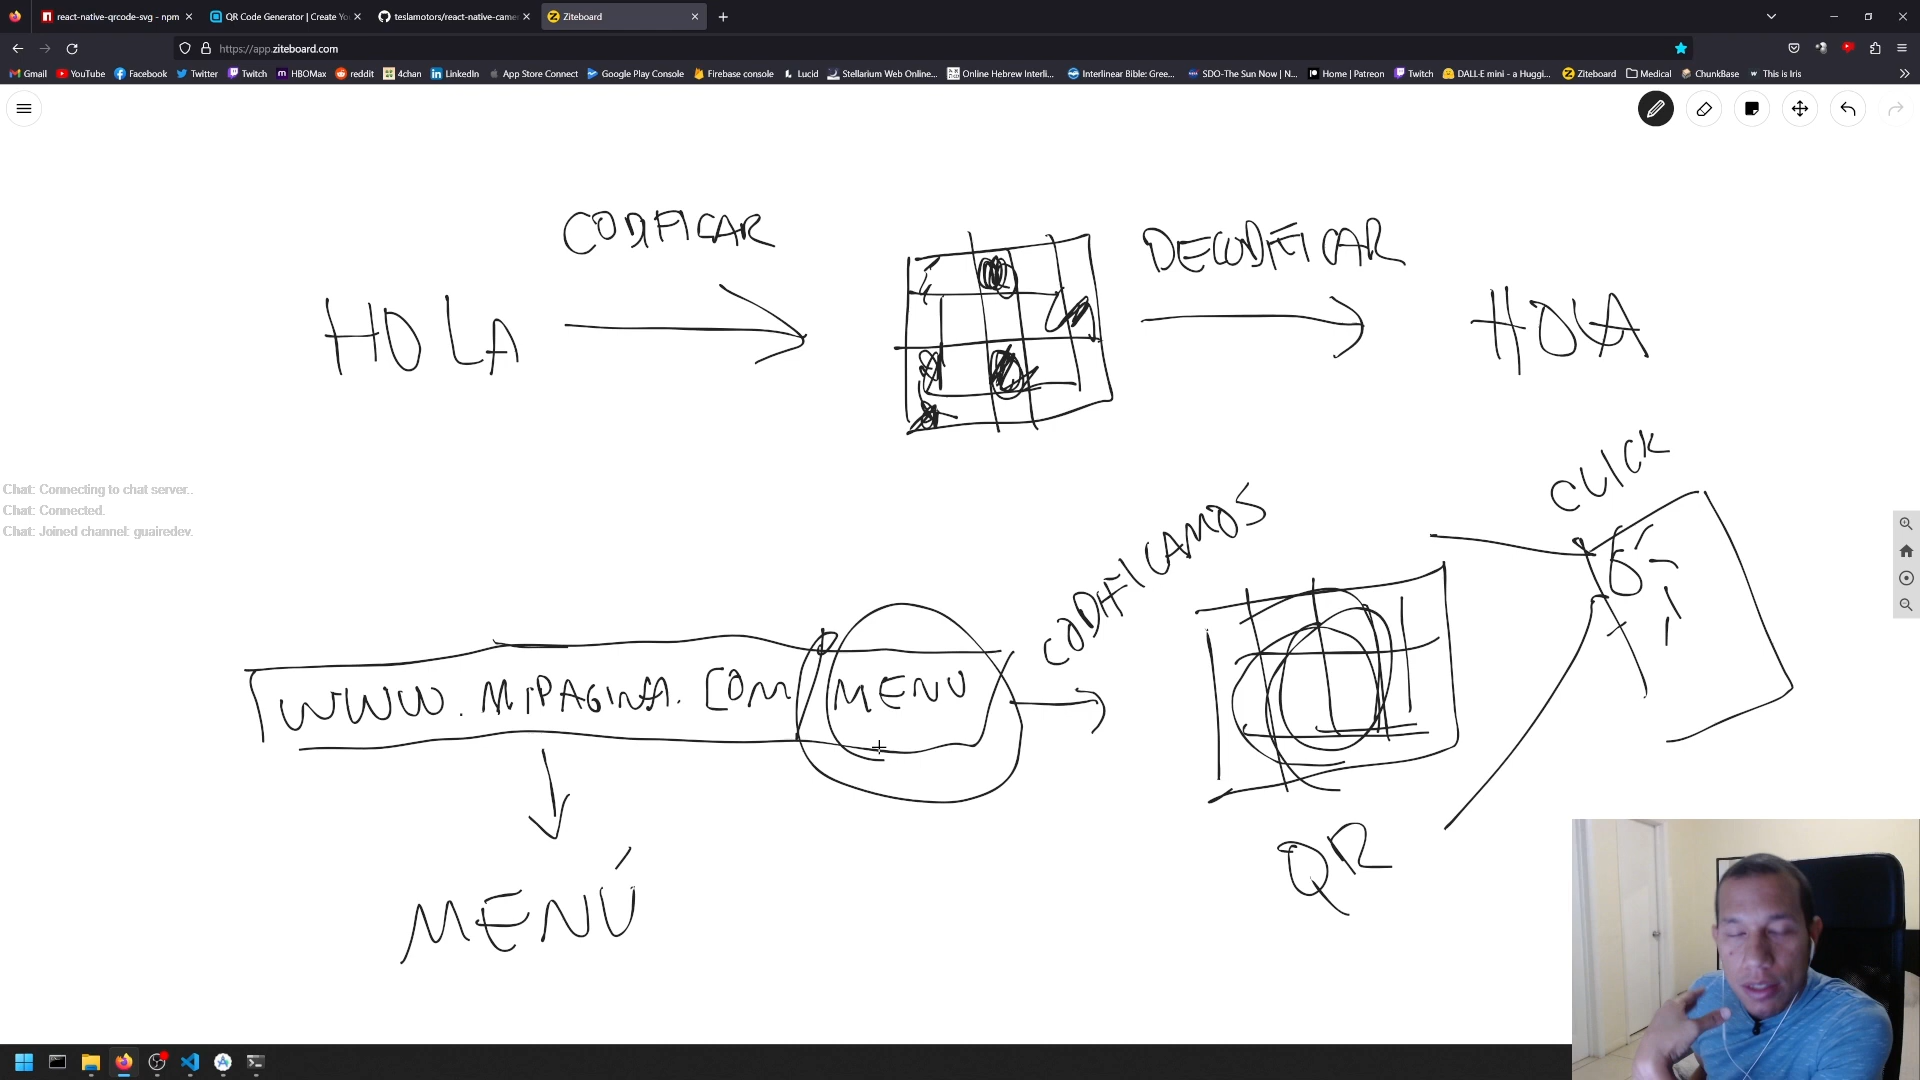 react-native-qrcode-svg - npm
QR Code Generator | Create Yo
teslamotors/react-native-came
Ziteboard
https://app.ziteboard.com
Gmail YouTube Facebook Twitter Twitch HBOMax reddit 4chan LinkedIn App Store Connect Google Play Console Firebase console Lucid Stellarium Web Online... Online Hebrew Interli... Interlinear Bible: Gree... SDO-The Sun Now | N... Home | Patreon Twitch DALL-E mini - a Huggi... Ziteboard Medical ChunkBase This is Iris
CODIFICAR
DECODIFICAR
HOLA
HOLA
CLICK
Chat: Connecting to chat server..
Chat: Connected.
Chat: Joined channel: guairedev.
CODIFICAMOS
WWW.MIPAGINA.COM/MENU
QR
MENÚ